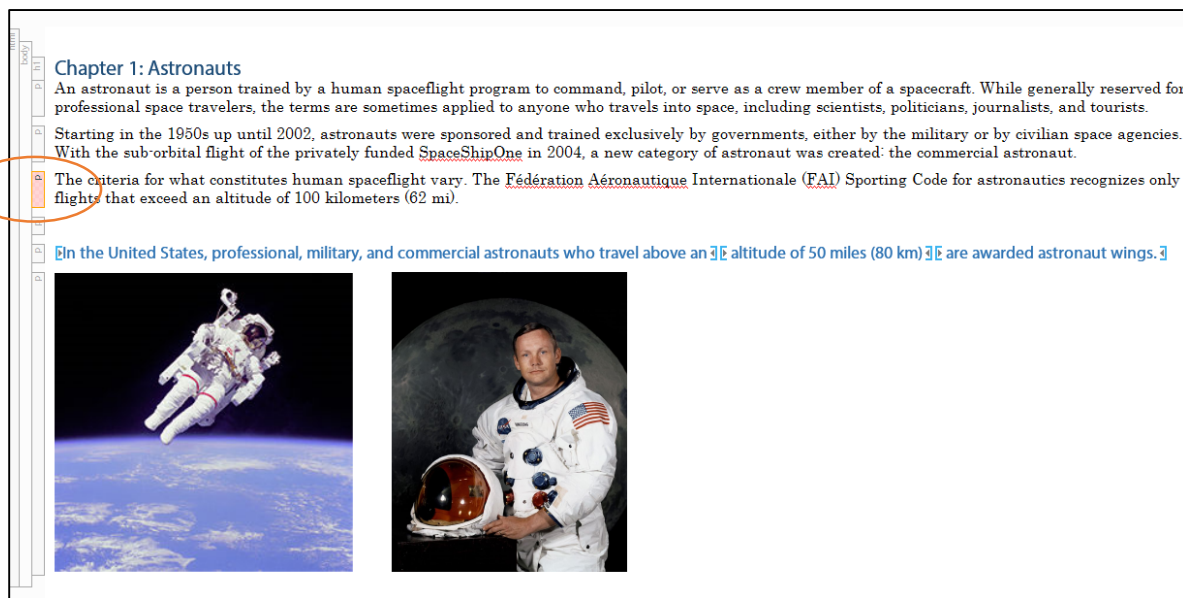 html
body
h1
Chapter 1: Astronauts
p
An astronaut is a person trained by a human spaceflight program to command, pilot, or serve as a crew member of a spacecraft. While generally reserved for
professional space travelers, the terms are sometimes applied to anyone who travels into space, including scientists, politicians, journalists, and tourists.
p
Starting in the 1950s up until 2002, astronauts were sponsored and trained exclusively by governments, either by the military or by civilian space agencies.
With the sub-orbital flight of the privately funded SpaceShipOne in 2004, a new category of astronaut was created: the commercial astronaut.
p
The criteria for what constitutes human spaceflight vary. The Fédération Aéronautique Internationale (FAI) Sporting Code for astronautics recognizes only
flights that exceed an altitude of 100 kilometers (62 mi).
p
p
In the United States, professional, military, and commercial astronauts who travel above an altitude of 50 miles (80 km) are awarded astronaut wings.
p
NASA